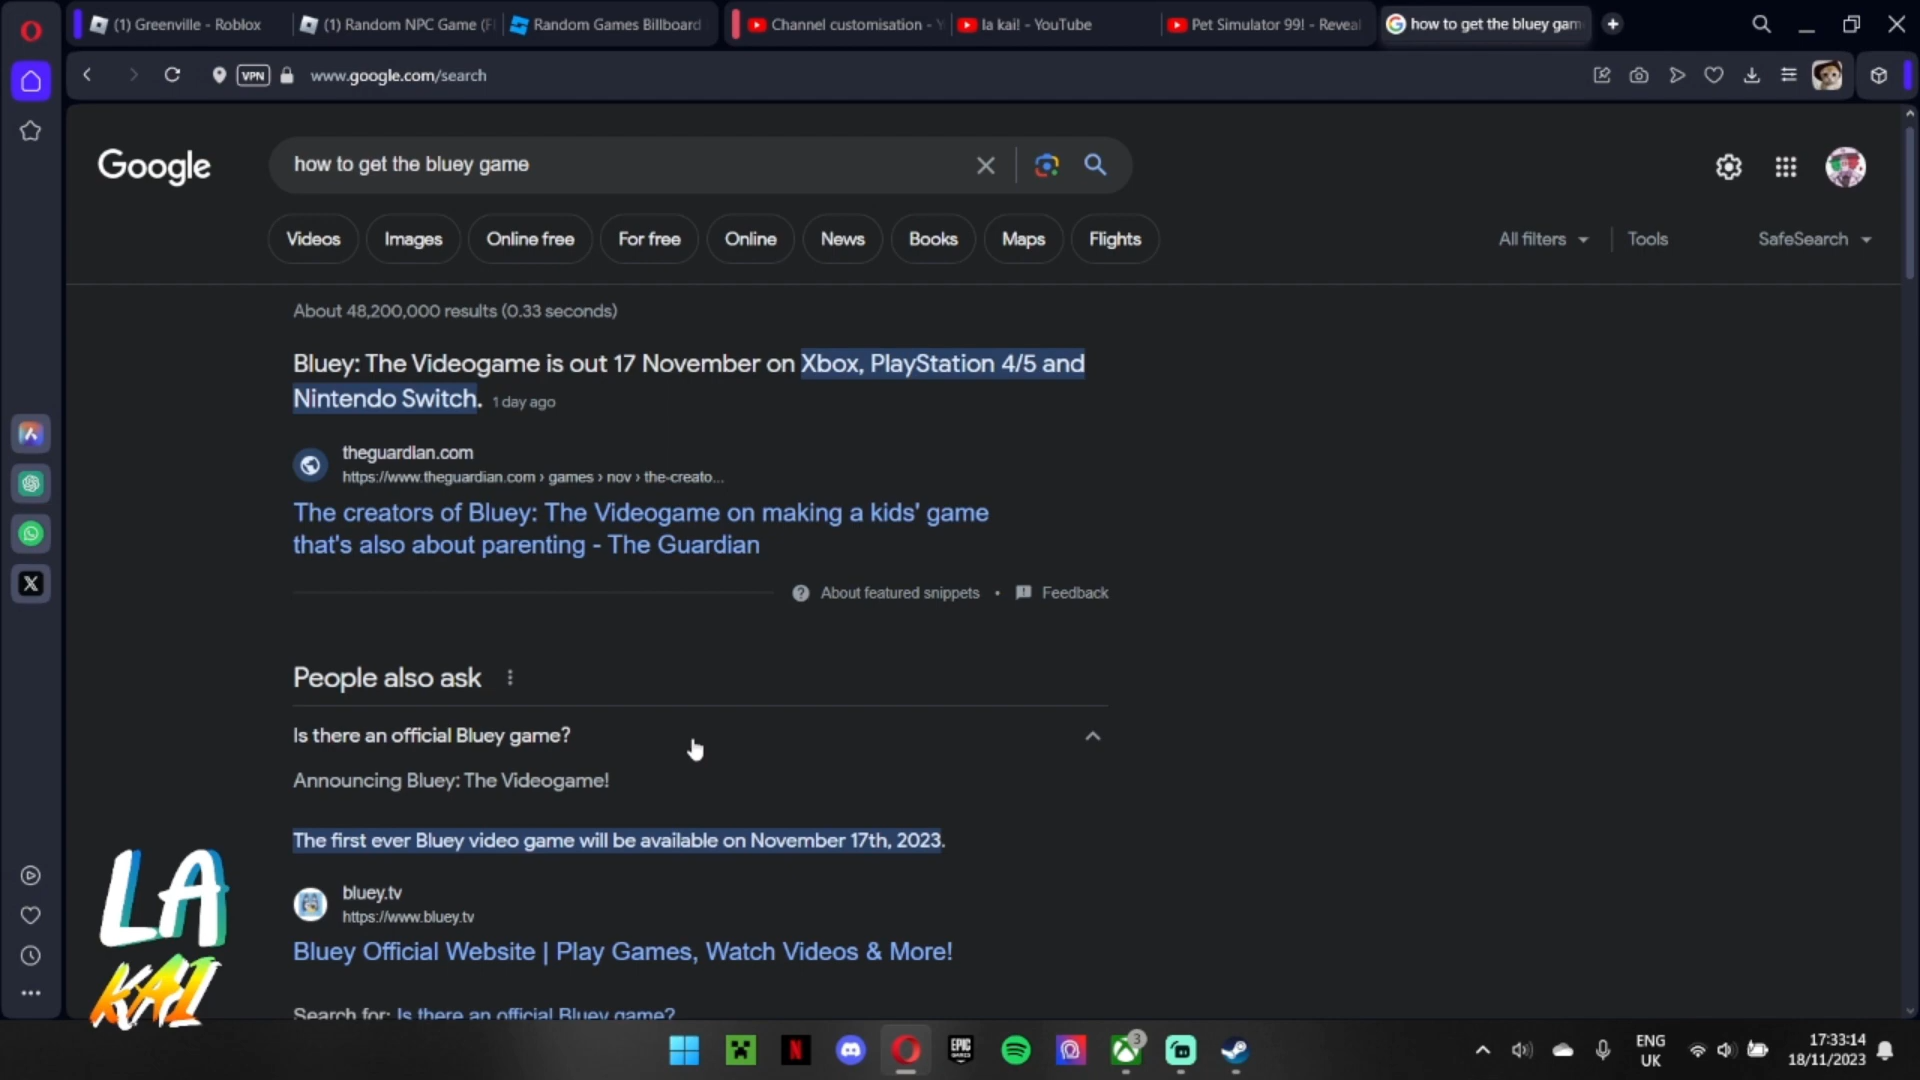 (1) Greenville - Roblox
(1) Random NPC Game (F
Random Games Billboard
Channel customisation - Y
la kai! - YouTube
Pet Simulator 99! - Reveal
how to get the bluey gam
VPN
www.google.com/search
Google
how to get the bluey game
Videos
Images
Online free
For free
Online
News
Books
Maps
Flights
All filters
Tools
SafeSearch
About 48,200,000 results (0.33 seconds)
Bluey: The Videogame is out 17 November on Xbox, PlayStation 4/5 and
Nintendo Switch. 1 day ago
theguardian.com
https://www.theguardian.com › games › nov › the-creato...
The creators of Bluey: The Videogame on making a kids' game
that's also about parenting - The Guardian
About featured snippets • Feedback
People also ask
Is there an official Bluey game?
Announcing Bluey: The Videogame!
The first ever Bluey video game will be available on November 17th, 2023.
bluey.tv
https://www.bluey.tv
Bluey Official Website | Play Games, Watch Videos & More!
Search for: Is there an official Bluey game?
LA
KAI
N
EPIC
GAMES
3
ENG
UK
17:33:14
18/11/2023